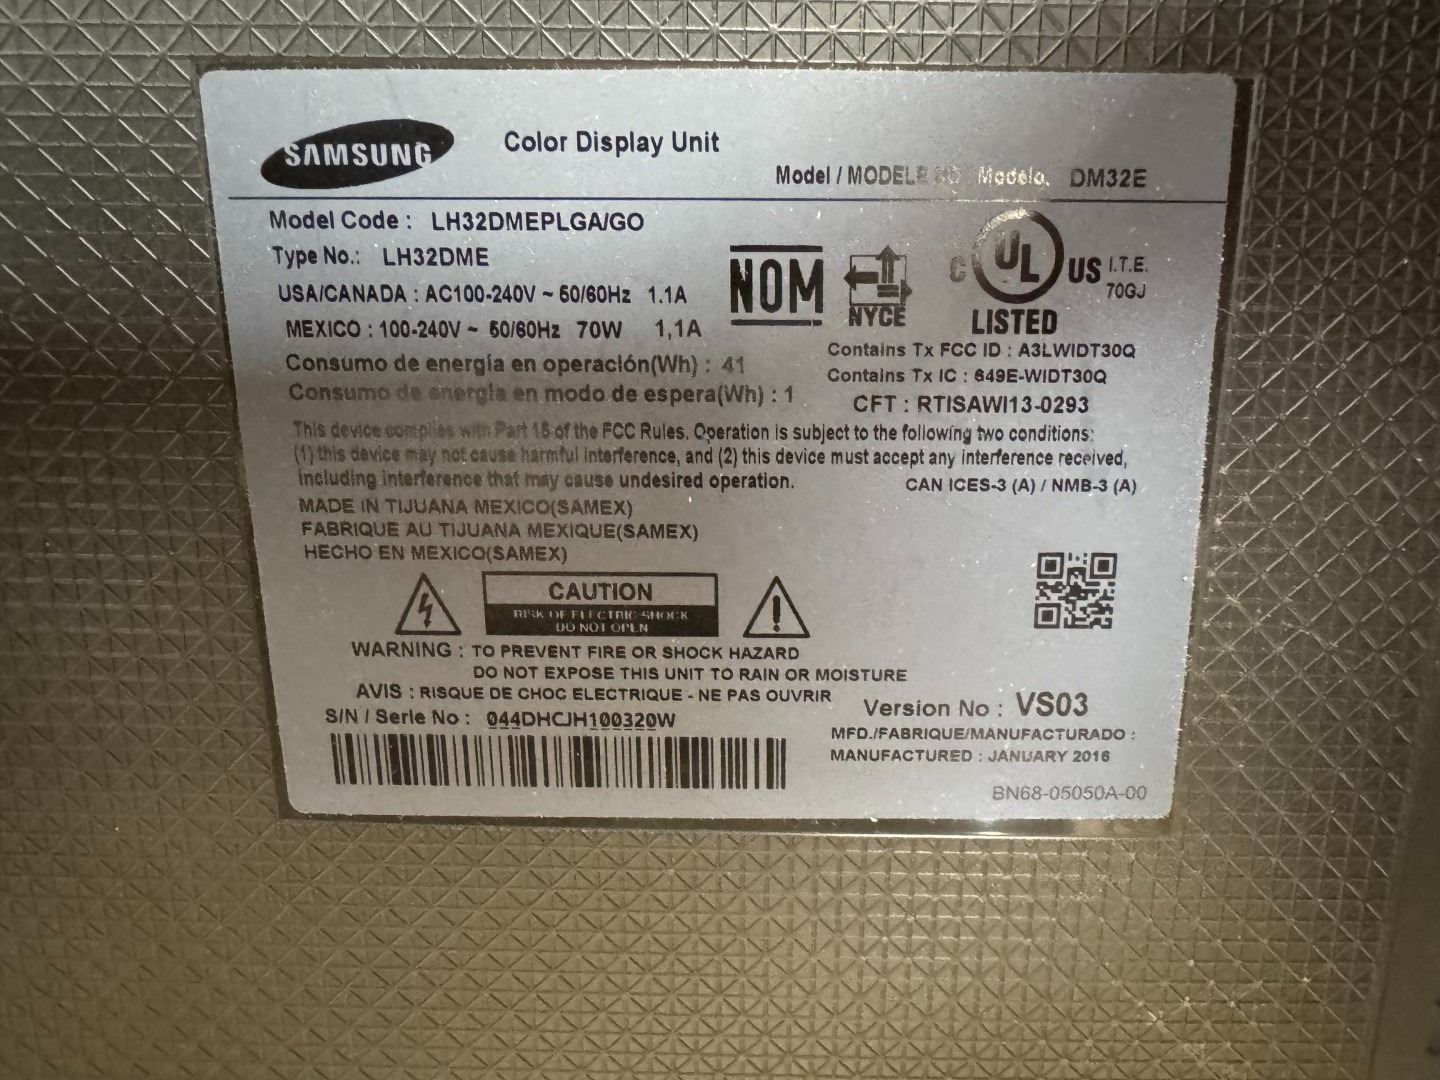 SAMSUNG
Color Display Unit
Model / MODELE Modelo. DM32E
Model Code : LH32DMEPLGA/GO
Type No.: LH32DME
USA/CANADA : AC100-240V ~ 50/60Hz 1.1A
MEXICO : 100-240V ~ 50/60Hz 70W 1,1A
Consumo de energía en operación(Wh) : 41
Consumo de energía en modo de espera(Wh) : 1
NOM
NYCE
C UL US I.T.E.
70GJ
LISTED
Contains Tx FCC ID : A3LWIDT30Q
Contains Tx IC : 649E-WIDT30Q
CFT : RTISAWI13-0293
This device complies with Part 15 of the FCC Rules. Operation is subject to the following two conditions:
(1) this device may not cause harmful interference, and (2) this device must accept any interference received,
including interference that may cause undesired operation.
CAN ICES-3 (A) / NMB-3 (A)
MADE IN TIJUANA MEXICO(SAMEX)
FABRIQUE AU TIJUANA MEXIQUE(SAMEX)
HECHO EN MEXICO(SAMEX)
CAUTION
RISK OF ELECTRIC SHOCK
DO NOT OPEN
WARNING : TO PREVENT FIRE OR SHOCK HAZARD
DO NOT EXPOSE THIS UNIT TO RAIN OR MOISTURE
AVIS : RISQUE DE CHOC ELECTRIQUE - NE PAS OUVRIR
S/N / Serie No : 044DHCJH100320W
Version No : VS03
MFD./FABRIQUE/MANUFACTURADO :
MANUFACTURED : JANUARY 2016
BN68-05050A-00